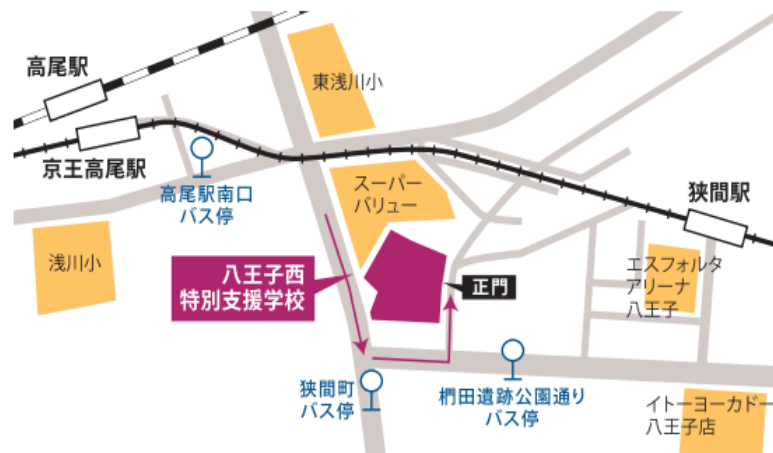 高尾駅
京王高尾駅
東浅川小
高尾駅南口
バス停
スーパー
バリュー
狭間駅
浅川小
八王子西
特別支援学校
正門
エスフォルタ
アリーナ
八王子
狭間町
バス停
椚田遺跡公園通り
バス停
イトーヨーカドー
八王子店